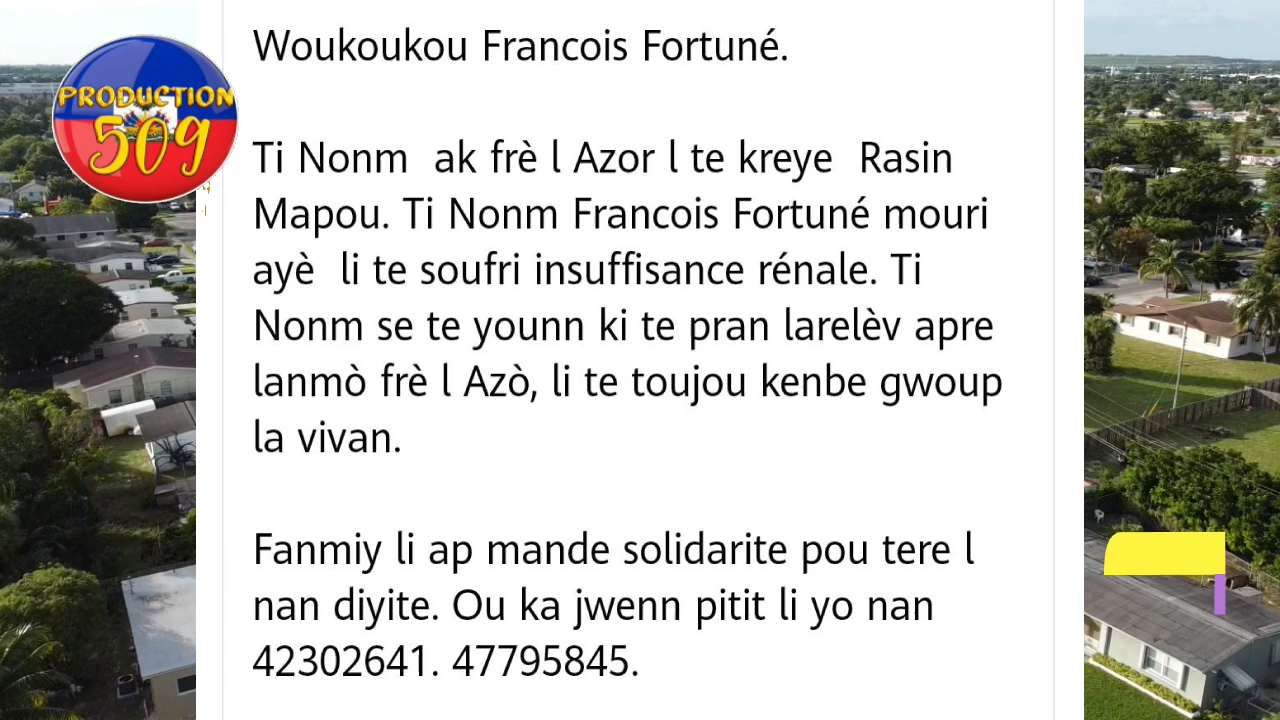 PRODUCTION
509
Woukoukou Francois Fortuné.
Ti Nonm  ak frè l Azor l te kreye  Rasin
Mapou. Ti Nonm Francois Fortuné mouri
ayè  li te soufri insuffisance rénale. Ti
Nonm se te younn ki te pran larelèv apre
lanmò frè l Azò, li te toujou kenbe gwoup
la vivan.
Fanmiy li ap mande solidarite pou tere l
nan diyite. Ou ka jwenn pitit li yo nan
42302641. 47795845.